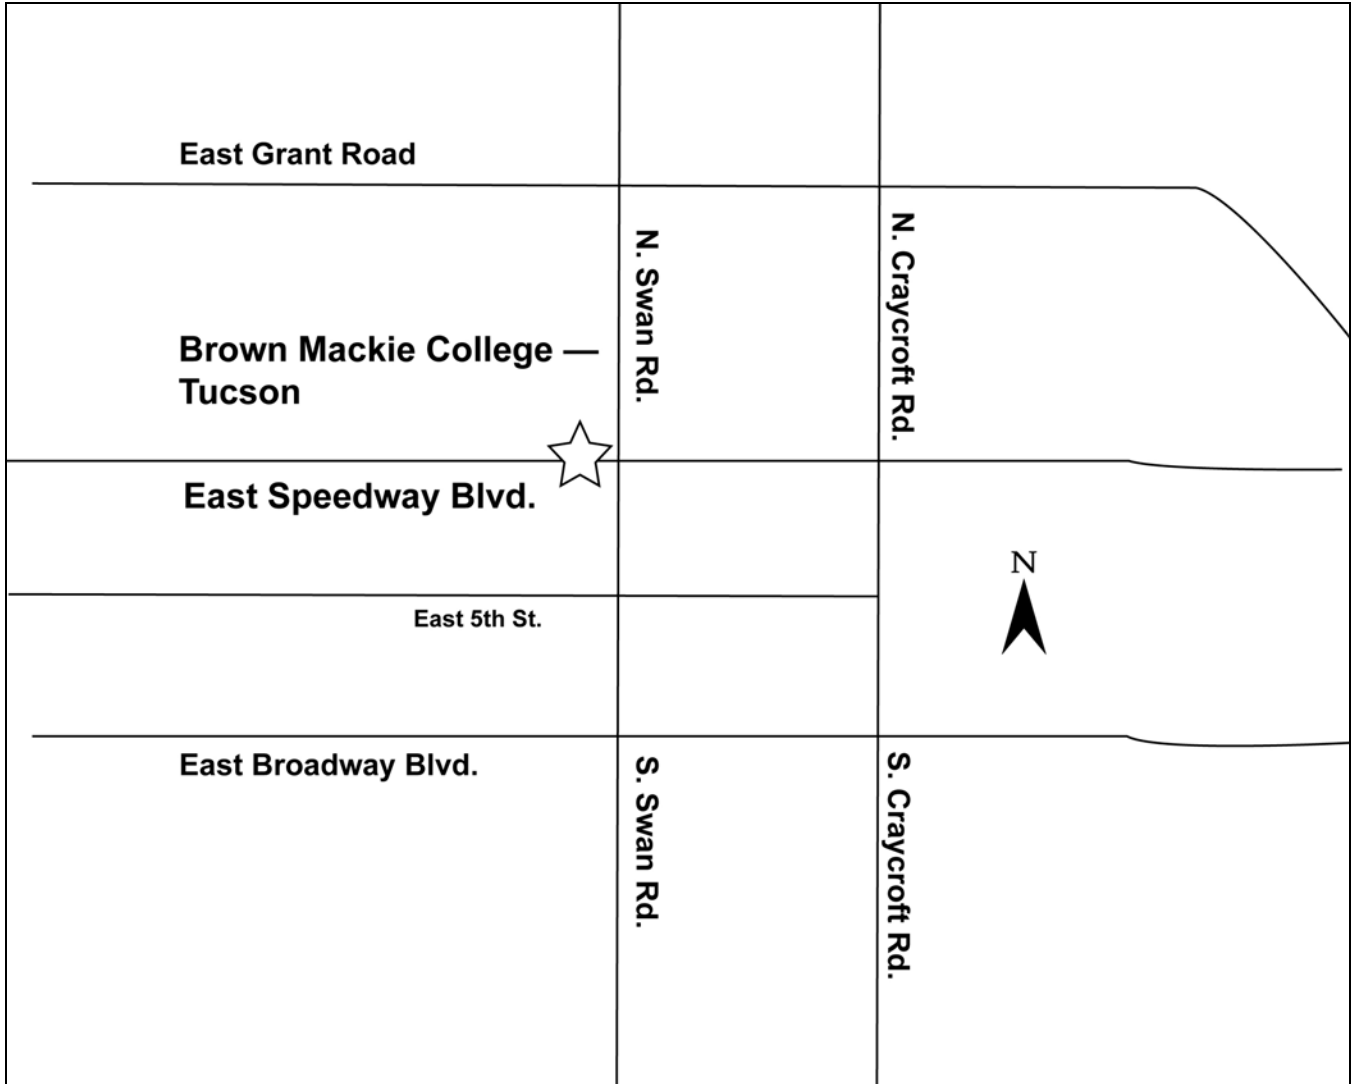 East Grant Road
N. Swan Rd.
N. Craycroft Rd.
Brown Mackie College —
Tucson
East Speedway Blvd.
N
East 5th St.
East Broadway Blvd.
S. Swan Rd.
S. Craycroft Rd.